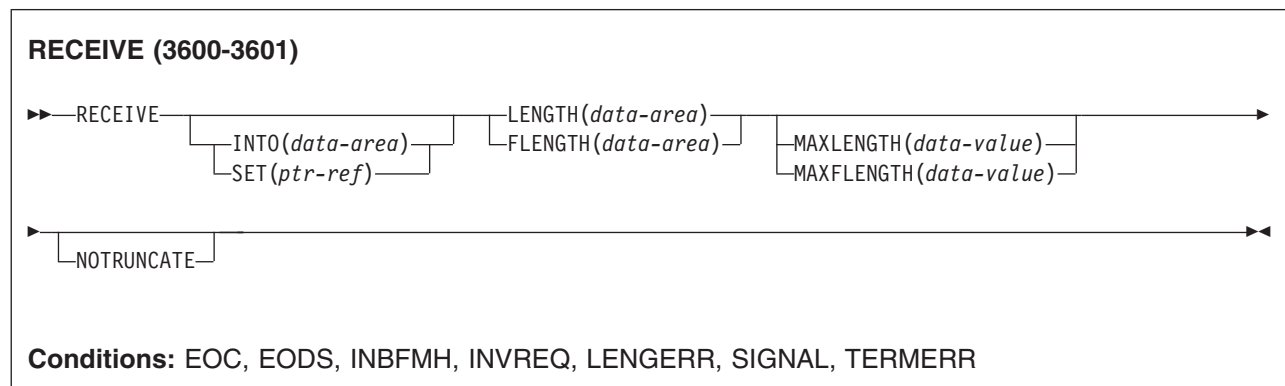 RECEIVE (3600-3601)
RECEIVE LENGTH(data-area)
INTO(data-area) FLENGTH(data-area) MAXLENGTH(data-value)
SET(ptr-ref) MAXFLENGTH(data-value)
NOTRUNCATE
Conditions: EOC, EODS, INBFMH, INVREQ, LENGERR, SIGNAL, TERMERR